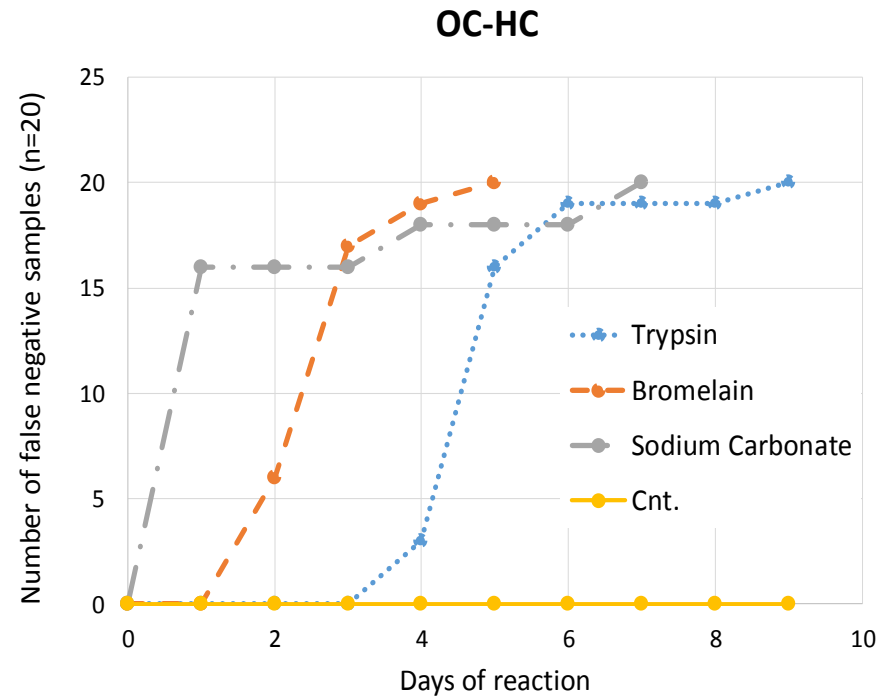 OC-HC
Number of false negative samples (n=20)
25
20
15
10
5
0
Trypsin
Bromelain
Sodium Carbonate
Cnt.
0 2 4 6 8 10
Days of reaction